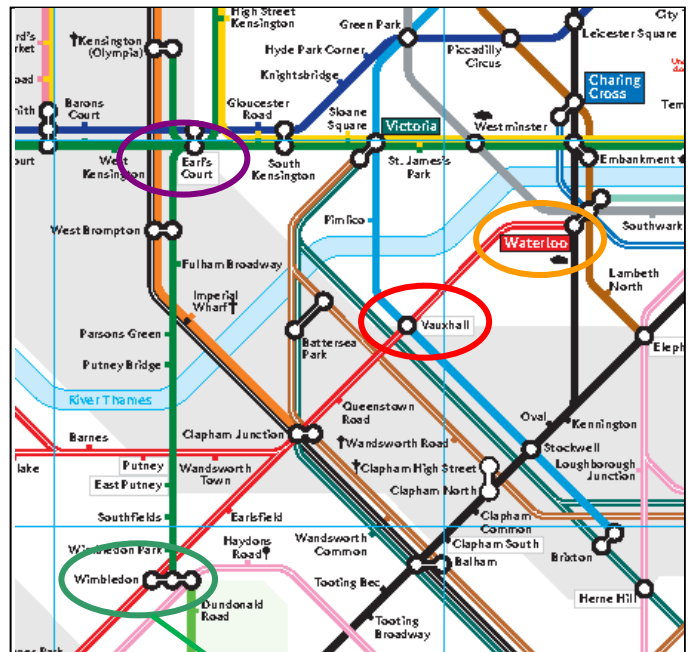 High Street
Kensington
Green Park
City
Leicester Square
Kensington
(Olympia)
Hyde Park Corner
Piccadilly
Circus
Knightsbridge
Charing
Cross
Barons
Court
Gloucester
Road
Sloane
Square
Victoria
Westminster
West
Kensington
Earl's
Court
South
Kensington
St. James's
Park
Embankment
Pimlico
West Brompton
Waterloo
Southwark
Fulham Broadway
Lambeth
North
Imperial
Wharf
Vauxhall
Parsons Green
Battersea
Park
Putney Bridge
River Thames
Queenstown
Road
Oval
Kennington
Barnes
Clapham Junction
Wandsworth Road
Stockwell
Putney
Wandsworth
Town
Clapham High Street
Loughborough
Junction
East Putney
Clapham North
Southfields
Earlsfield
Clapham
Common
Wimbledon Park
Haydons
Road
Wandsworth
Common
Clapham South
Brixton
Wimbledon
Balham
Tooting Bec
Herne Hill
Dundonald
Road
Tooting
Broadway